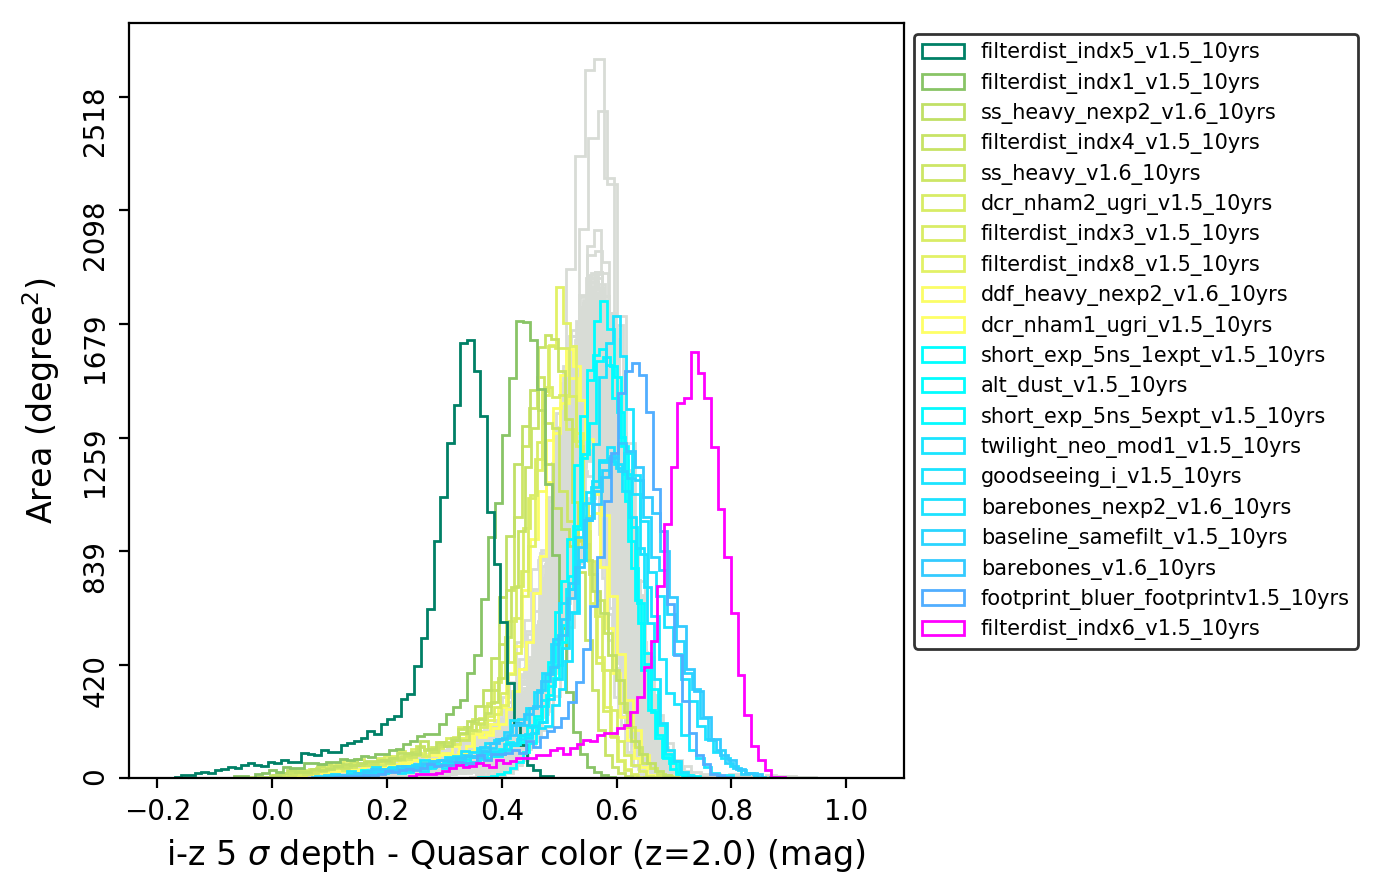 2518
2098
1679
1259
839
420
0
Area (degree²)
−0.2 0.0 0.2 0.4 0.6 0.8 1.0
i-z 5 σ depth - Quasar color (z=2.0) (mag)
filterdist_indx5_v1.5_10yrs
filterdist_indx1_v1.5_10yrs
ss_heavy_nexp2_v1.6_10yrs
filterdist_indx4_v1.5_10yrs
ss_heavy_v1.6_10yrs
dcr_nham2_ugri_v1.5_10yrs
filterdist_indx3_v1.5_10yrs
filterdist_indx8_v1.5_10yrs
ddf_heavy_nexp2_v1.6_10yrs
dcr_nham1_ugri_v1.5_10yrs
short_exp_5ns_1expt_v1.5_10yrs
alt_dust_v1.5_10yrs
short_exp_5ns_5expt_v1.5_10yrs
twilight_neo_mod1_v1.5_10yrs
goodseeing_i_v1.5_10yrs
barebones_nexp2_v1.6_10yrs
baseline_samefilt_v1.5_10yrs
barebones_v1.6_10yrs
footprint_bluer_footprintv1.5_10yrs
filterdist_indx6_v1.5_10yrs